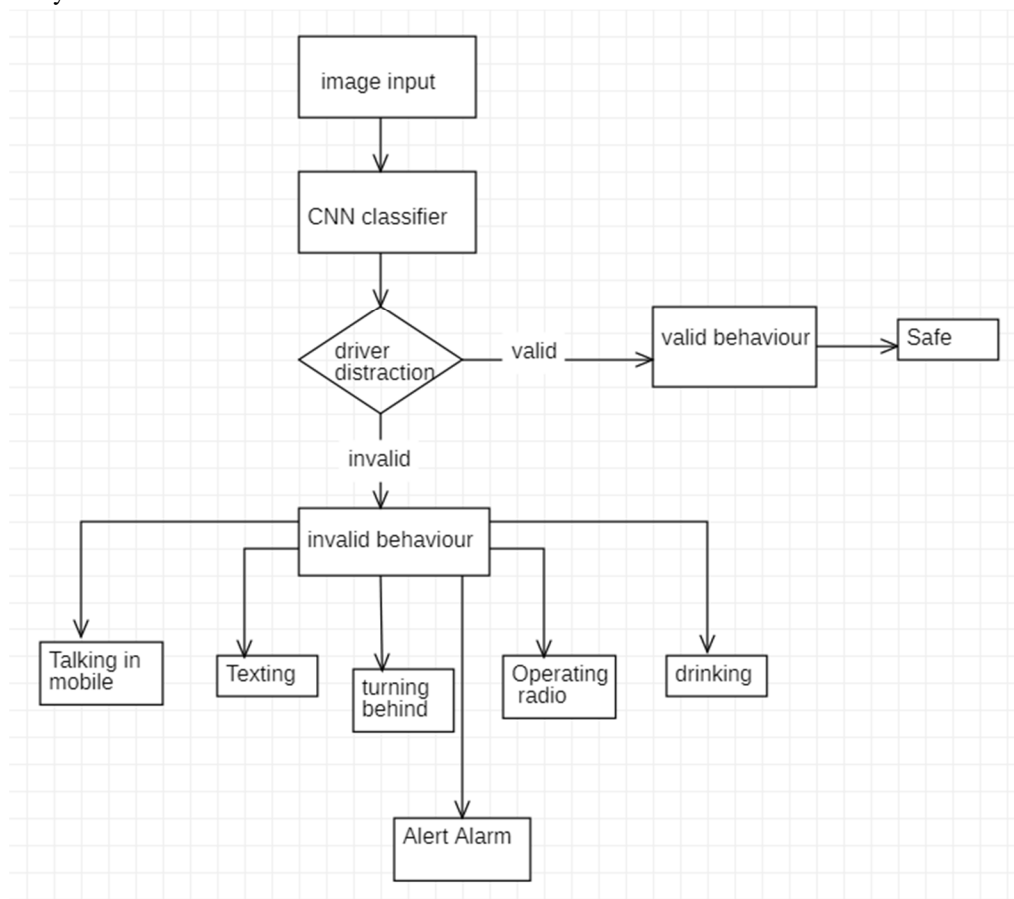 image input
CNN classifier
driver
distraction
valid
valid behaviour
Safe
invalid
invalid behaviour
Talking in
mobile
Texting
turning
behind
Operating
radio
drinking
Alert Alarm